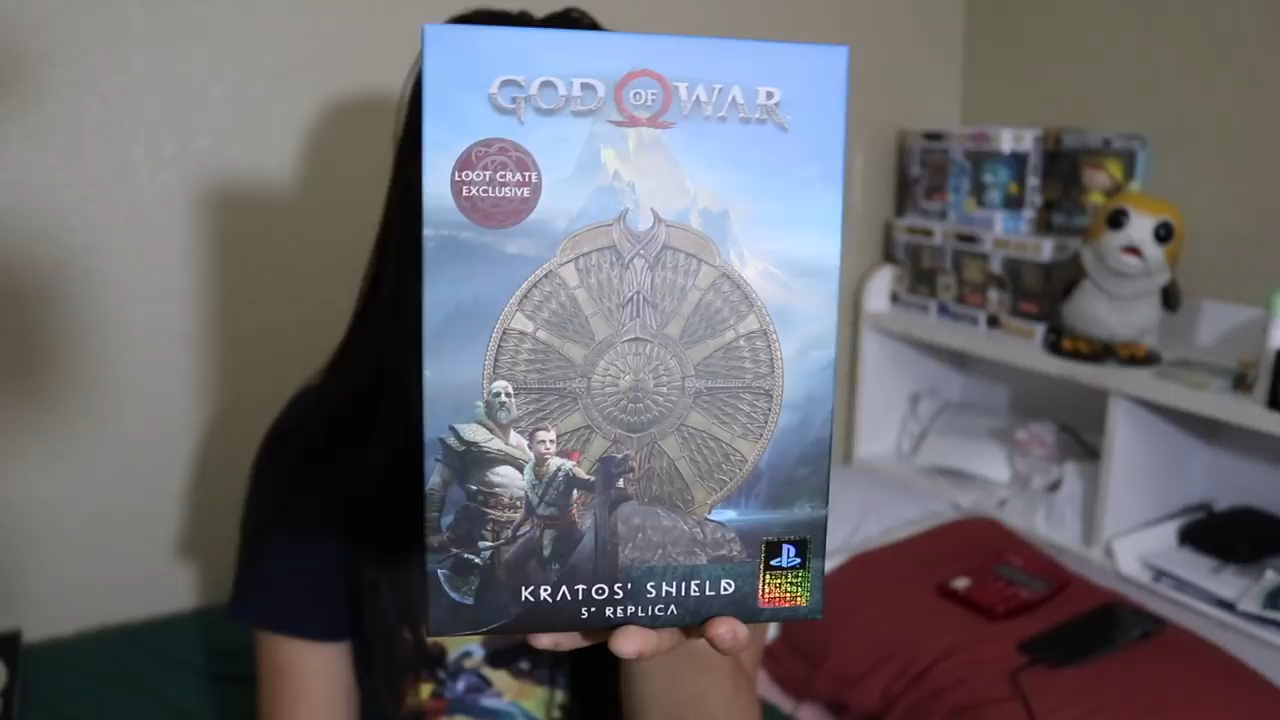 GOD OF WAR
LOOT CRATE
EXCLUSIVE
KRATOS' SHIELD
5" REPLICA